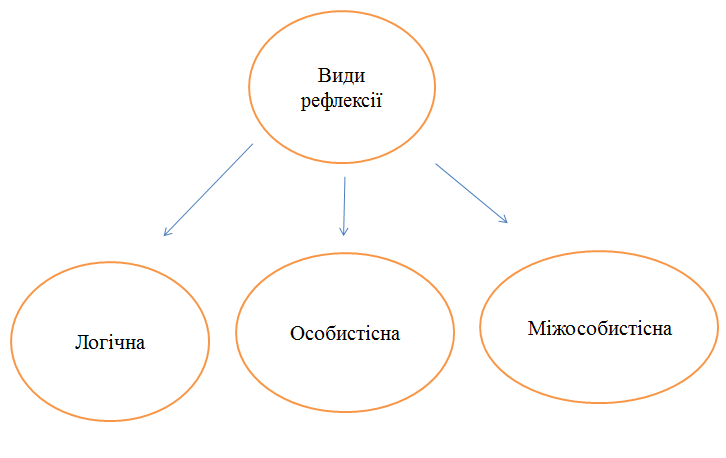 Види
рефлексії
Логічна
Особистісна
Міжособистісна